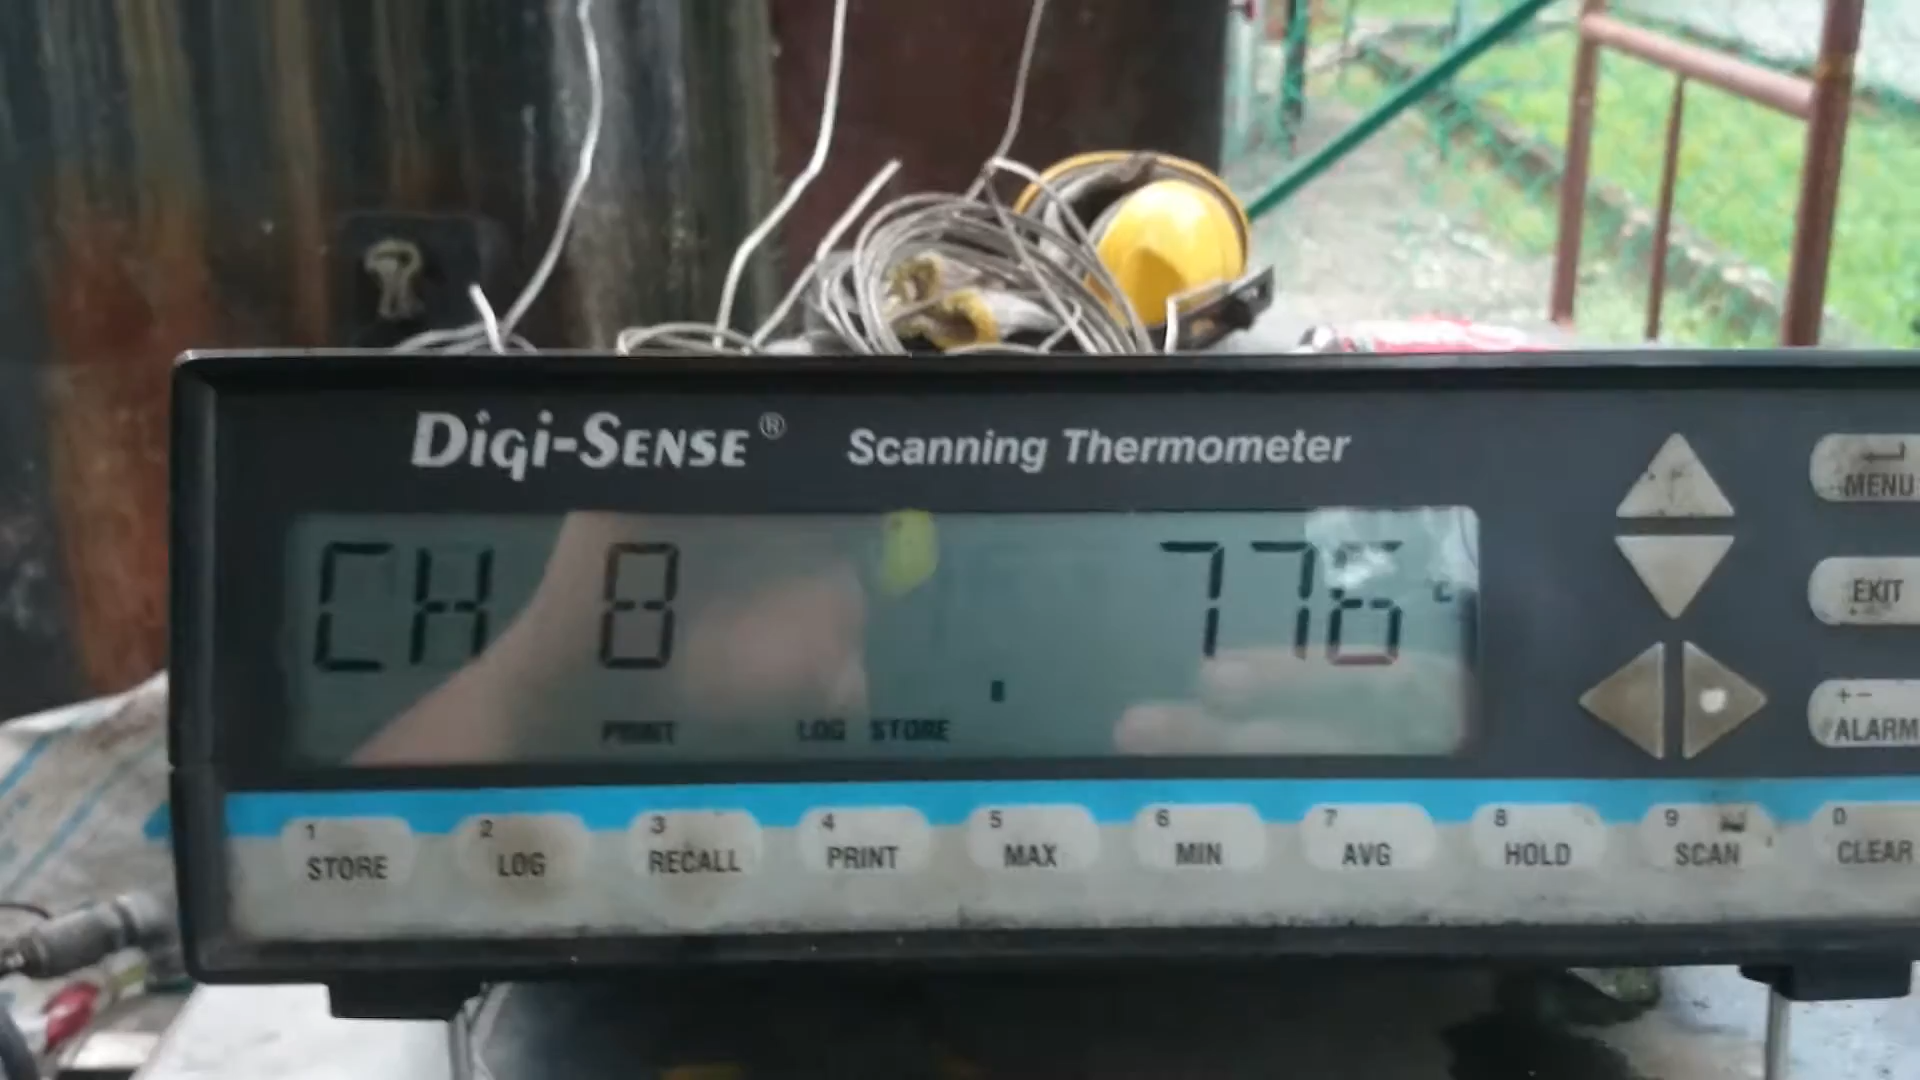 Digi-Sense® Scanning Thermometer
MENU
CH 8 776 °C
EXIT
PRINT LOG STORE
+ -
ALARM
1 2 3 4 5 6 7 8 9 0
STORE LOG RECALL PRINT MAX MIN AVG HOLD SCAN CLEAR